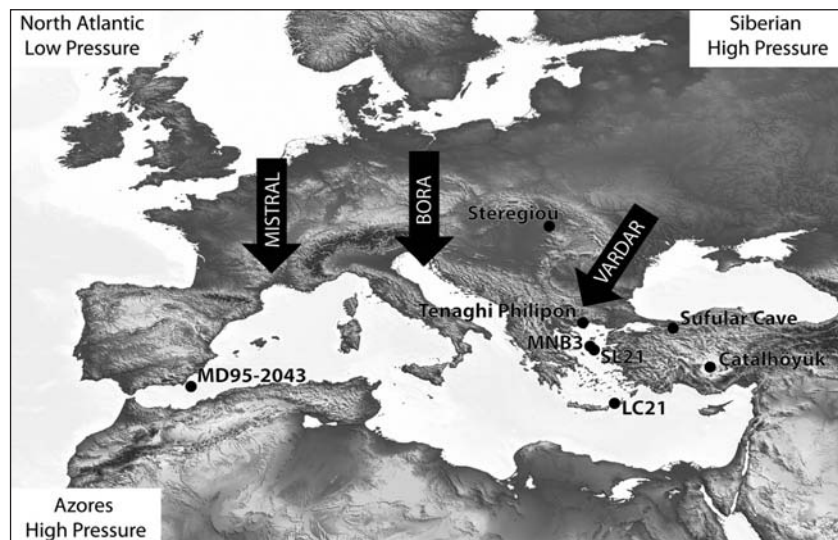 North Atlantic
Low Pressure
Siberian
High Pressure
MISTRAL
BORA
Steregiou
VARDAR
Tenaghi Philipon
Sufular Cave
MNB3
SL21
Catalhoyuk
MD95-2043
LC21
Azores
High Pressure